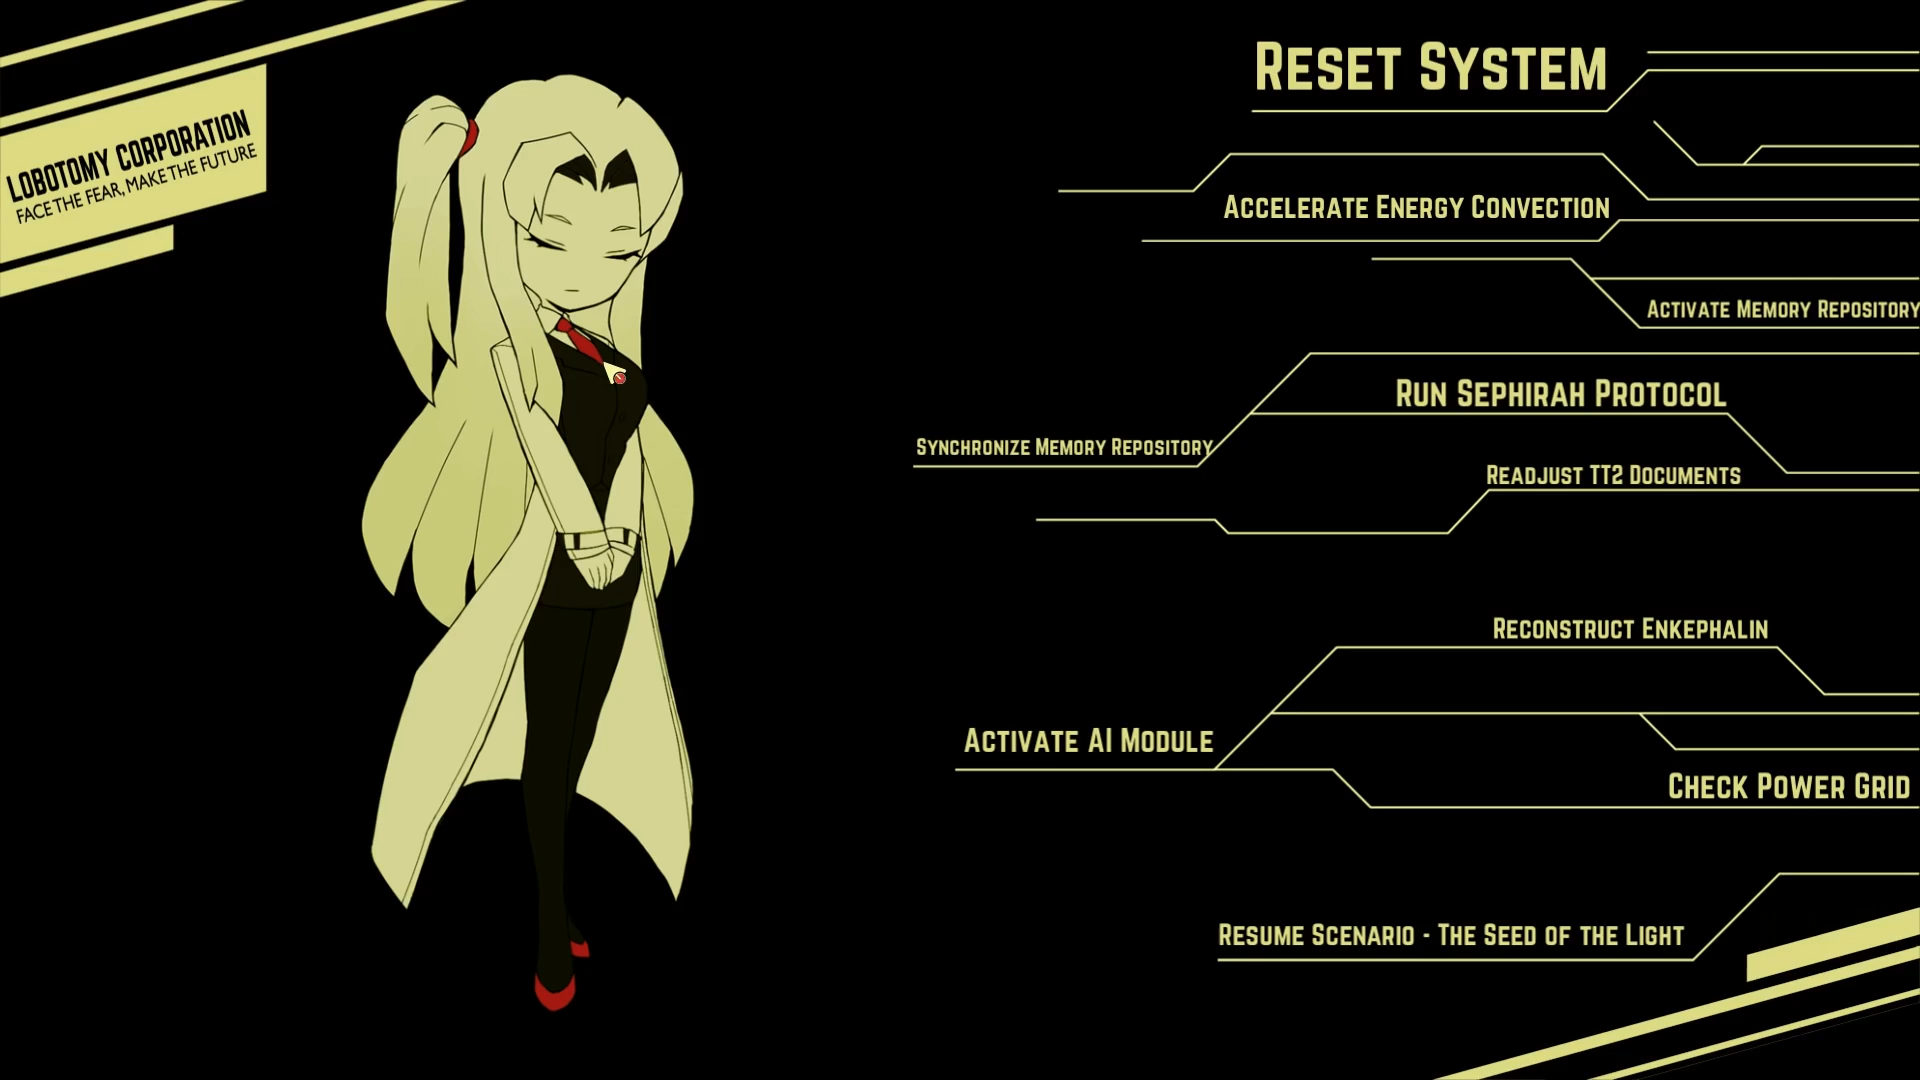 LOBOTOMY CORPORATION
FACE THE FEAR, MAKE THE FUTURE
RESET SYSTEM
ACCELERATE ENERGY CONVECTION
ACTIVATE MEMORY REPOSITORY
RUN SEPHIRAH PROTOCOL
SYNCHRONIZE MEMORY REPOSITORY
READJUST TT2 DOCUMENTS
RECONSTRUCT ENKEPHALIN
ACTIVATE AI MODULE
CHECK POWER GRID
RESUME SCENARIO - THE SEED OF THE LIGHT